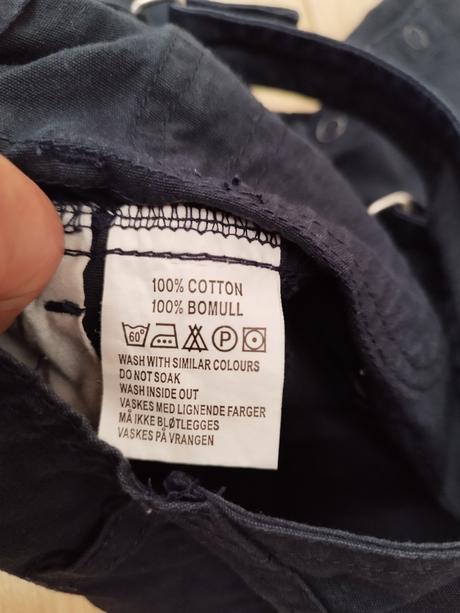 100% COTTON
100% BOMULL
60° P
WASH WITH SIMILAR COLOURS
DO NOT SOAK
WASH INSIDE OUT
VASKES MED LIGNENDE FARGER
MÅ IKKE BLØTLEGGES
VASKES PÅ VRANGEN